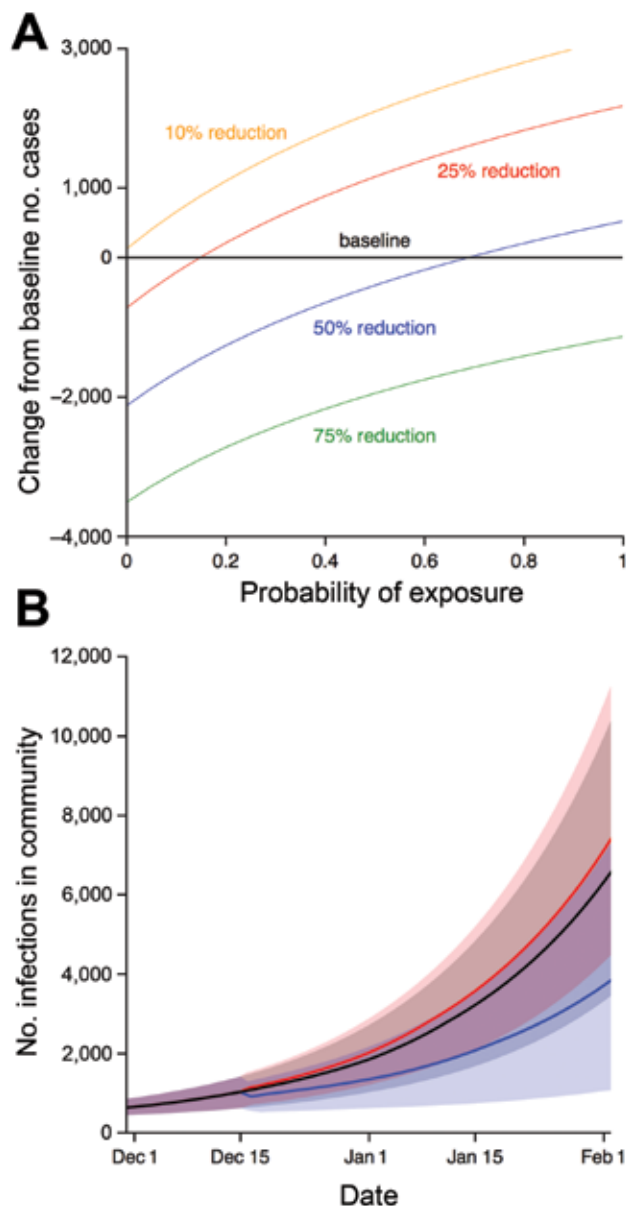 A
Change from baseline no. cases
3,000
1,000
0
−2,000
−4,000
10% reduction
25% reduction
baseline
50% reduction
75% reduction
0 0.2 0.4 0.6 0.8 1
Probability of exposure
B
No. infections in community
12,000
10,000
8,000
6,000
4,000
2,000
0
Dec 1 Dec 15 Jan 1 Jan 15 Feb 1
Date